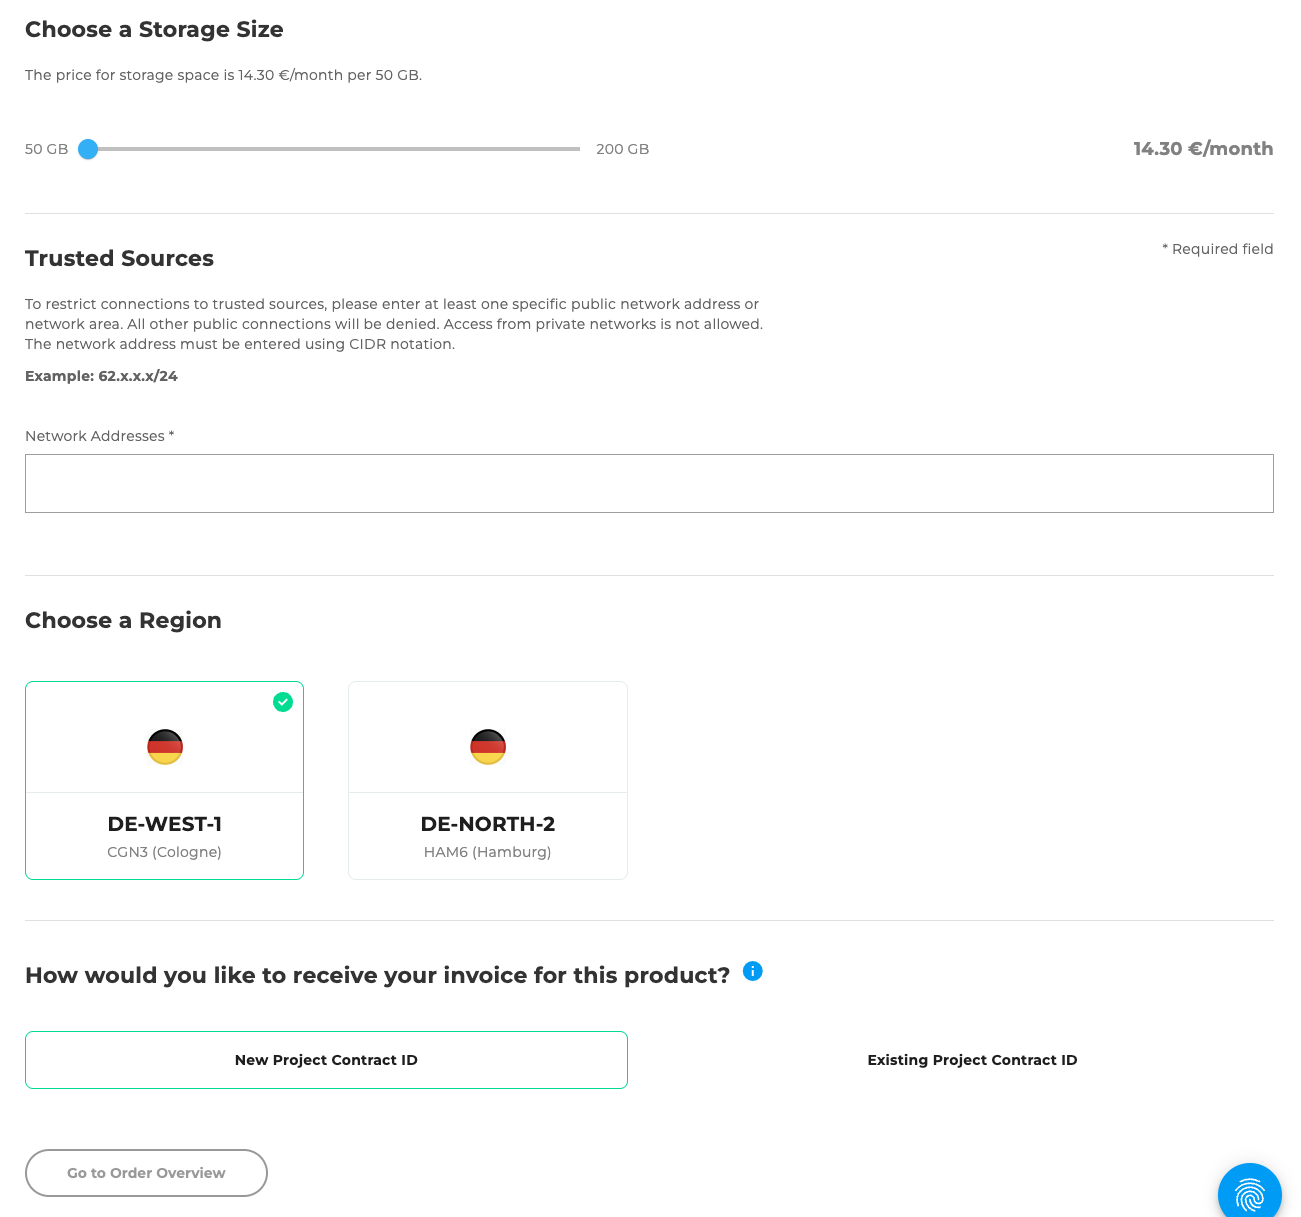 Choose a Storage Size
The price for storage space is 14.30 €/month per 50 GB.
50 GB
200 GB
14.30 €/month
Trusted Sources
* Required field
To restrict connections to trusted sources, please enter at least one specific public network address or
network area. All other public connections will be denied. Access from private networks is not allowed.
The network address must be entered using CIDR notation.
Example: 62.x.x.x/24
Network Addresses *
Choose a Region
DE-WEST-1
CGN3 (Cologne)
DE-NORTH-2
HAM6 (Hamburg)
How would you like to receive your invoice for this product?
New Project Contract ID
Existing Project Contract ID
Go to Order Overview